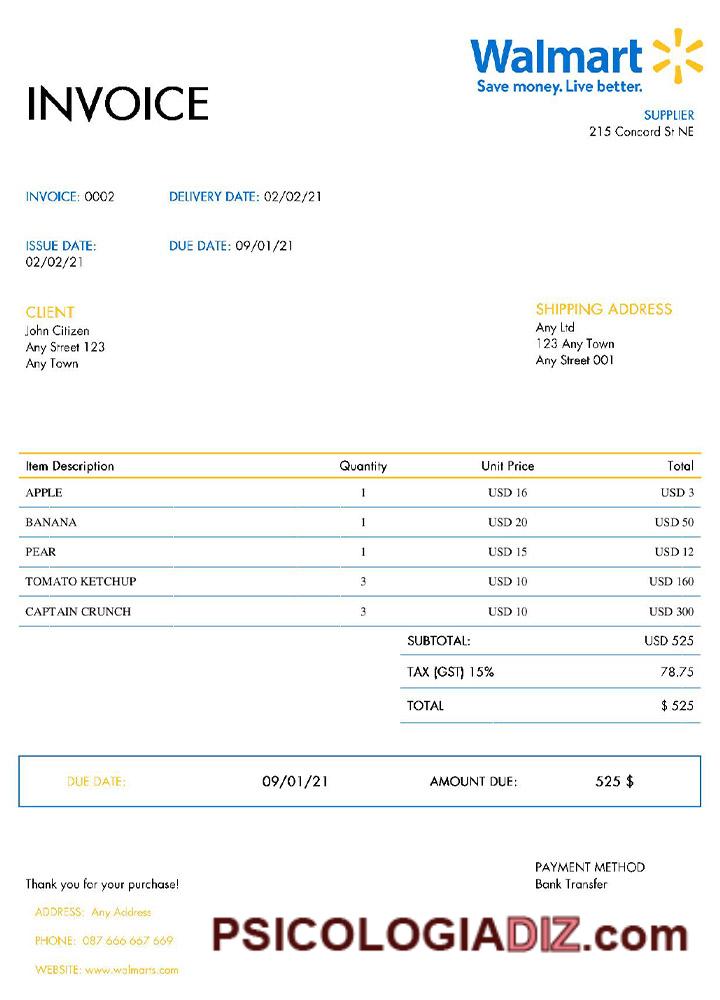 Walmart
Save money. Live better.
INVOICE
SUPPLIER
215 Concord St NE
INVOICE: 0002 DELIVERY DATE: 02/02/21
ISSUE DATE: DUE DATE: 09/01/21
02/02/21
CLIENT
John Citizen
Any Street 123
Any Town
SHIPPING ADDRESS
Any Ltd
123 Any Town
Any Street 001
Item Description Quantity Unit Price Total
APPLE 1 USD 16 USD 3
BANANA 1 USD 20 USD 50
PEAR 1 USD 15 USD 12
TOMATO KETCHUP 3 USD 10 USD 160
CAPTAIN CRUNCH 3 USD 10 USD 300
SUBTOTAL: USD 525
TAX (GST) 15% 78.75
TOTAL $ 525
DUE DATE: 09/01/21 AMOUNT DUE: 525 $
PAYMENT METHOD
Bank Transfer
Thank you for your purchase!
ADDRESS: Any Address
PHONE: 087 666 667 669
WEBSITE: www.walmarts.com
PSICOLOGIADIZ.com